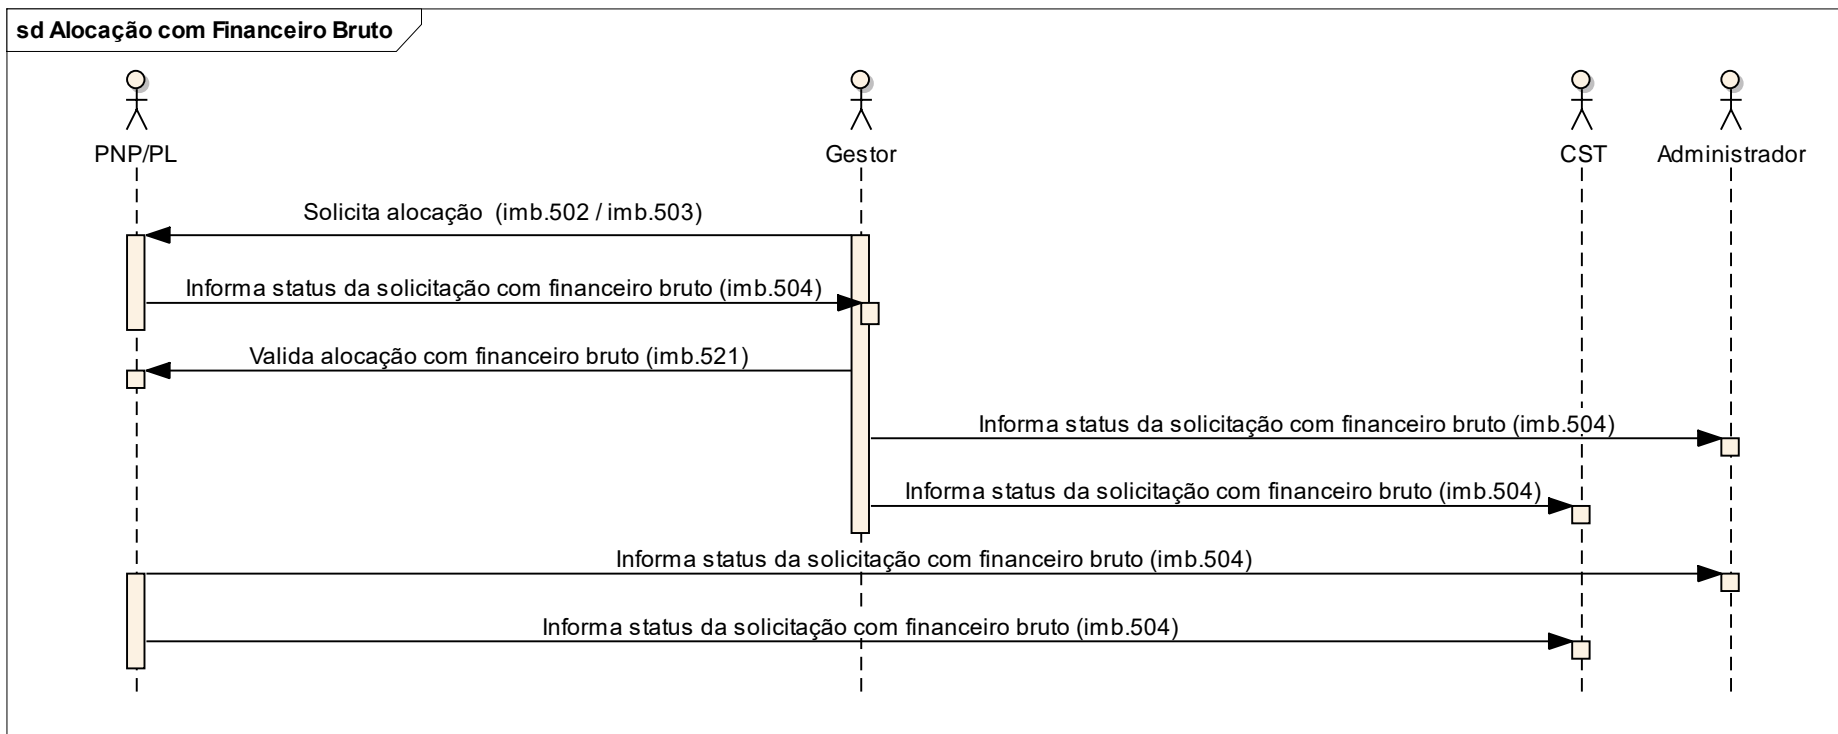 sd Alocação com Financeiro Bruto
PNP/PL
Gestor
CST
Administrador
Solicita alocação (imb.502 / imb.503)
Informa status da solicitação com financeiro bruto (imb.504)
Valida alocação com financeiro bruto (imb.521)
Informa status da solicitação com financeiro bruto (imb.504)
Informa status da solicitação com financeiro bruto (imb.504)
Informa status da solicitação com financeiro bruto (imb.504)
Informa status da solicitação com financeiro bruto (imb.504)